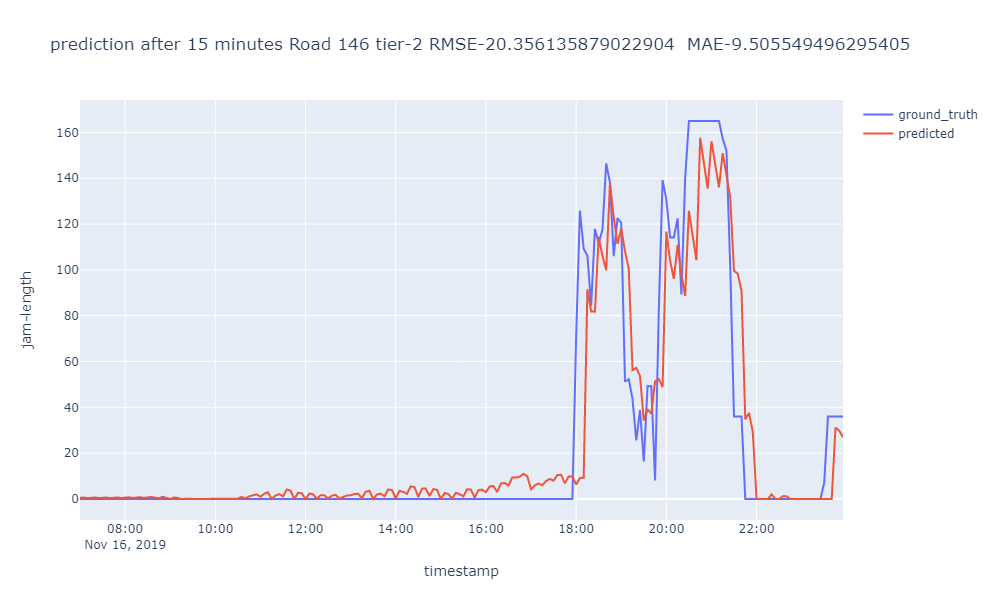 prediction after 15 minutes Road 146 tier-2 RMSE-20.356135879022904  MAE-9.505549496295405
ground_truth
predicted
160
140
120
100
80
60
40
20
0
jam-length
08:00 10:00 12:00 14:00 16:00 18:00 20:00 22:00
Nov 16, 2019
timestamp